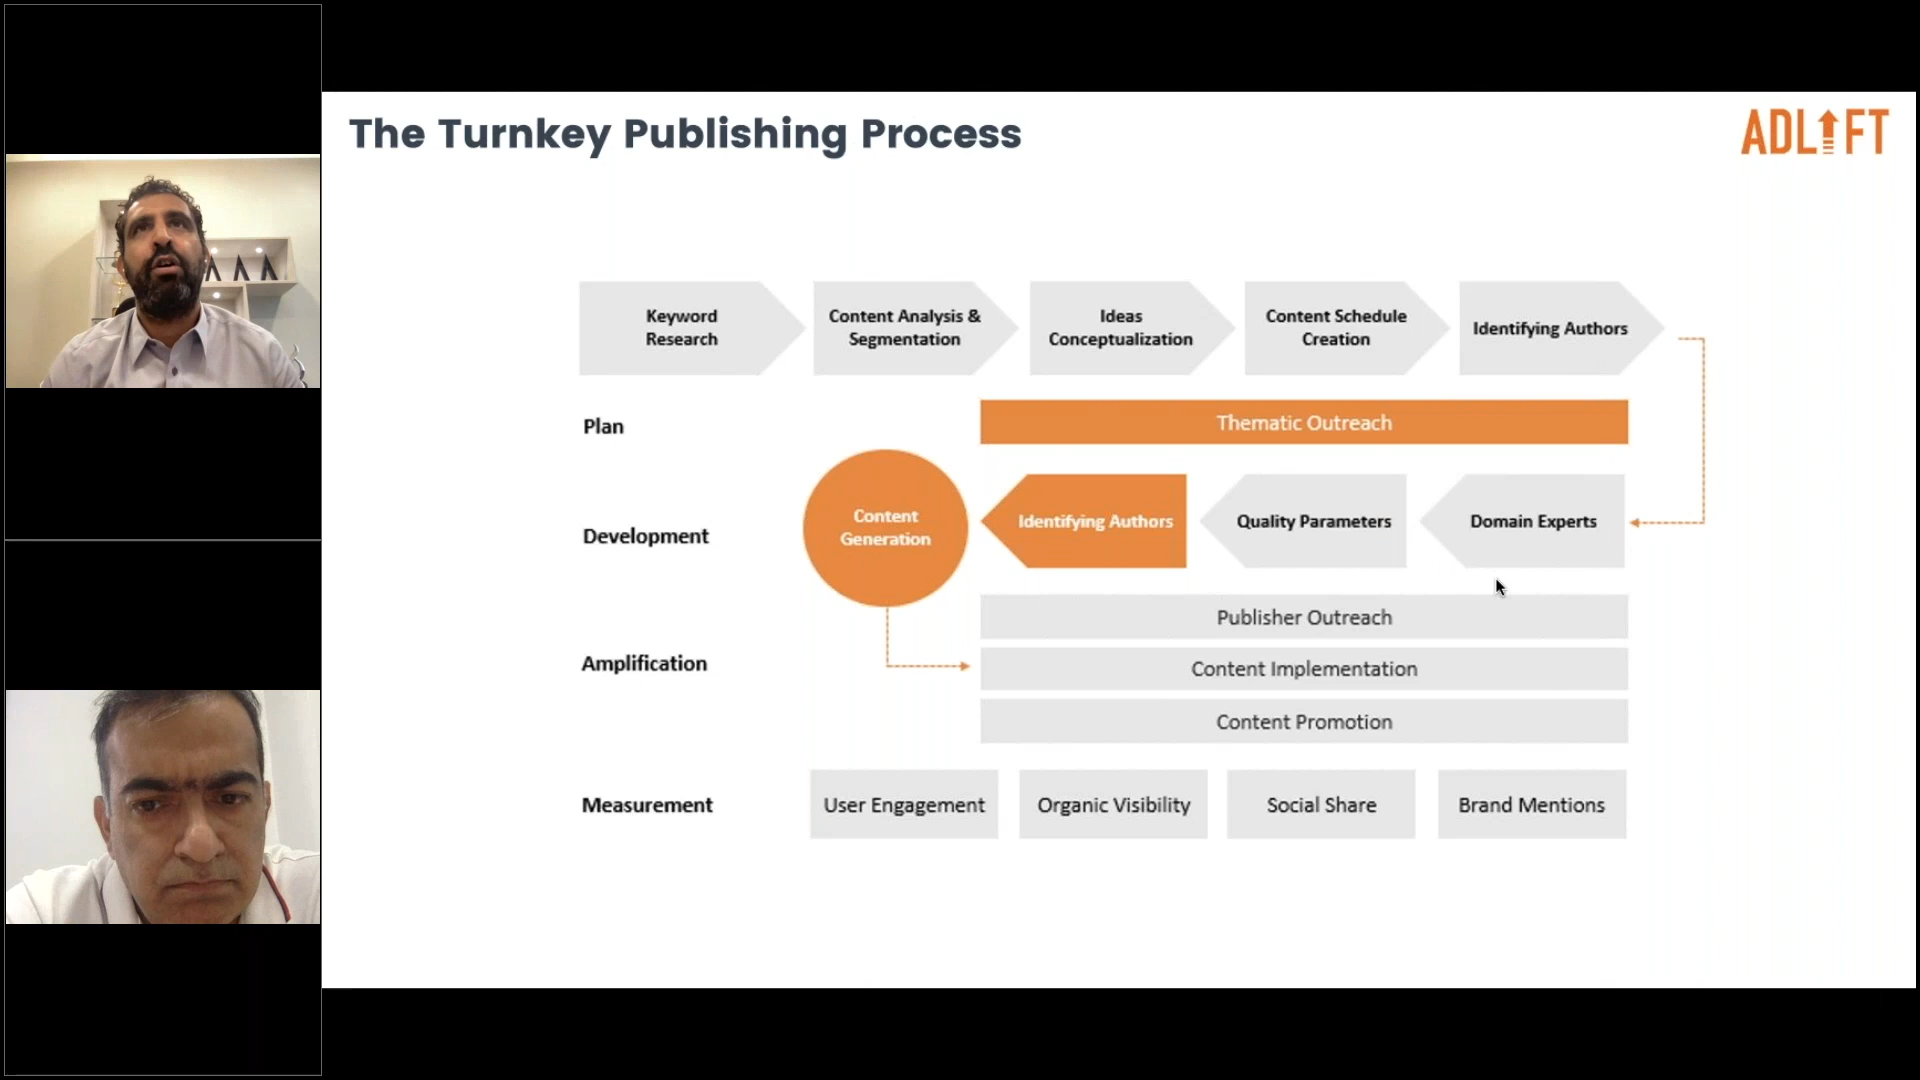 The Turnkey Publishing Process
ADLIFT
Keyword
Research
Content Analysis &
Segmentation
Ideas
Conceptualization
Content Schedule
Creation
Identifying Authors
Plan
Thematic Outreach
Development
Content
Generation
Identifying Authors
Quality Parameters
Domain Experts
Amplification
Publisher Outreach
Content Implementation
Content Promotion
Measurement
User Engagement
Organic Visibility
Social Share
Brand Mentions